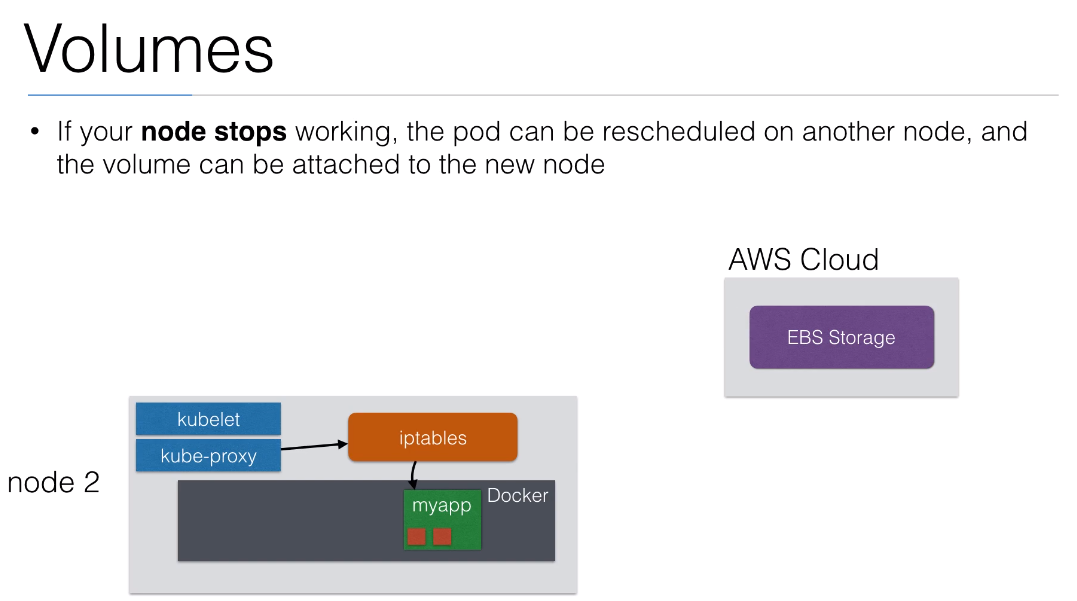 Volumes
• If your node stops working, the pod can be rescheduled on another node, and
the volume can be attached to the new node
AWS Cloud
EBS Storage
kubelet
iptables
kube-proxy
node 2
Docker
myapp